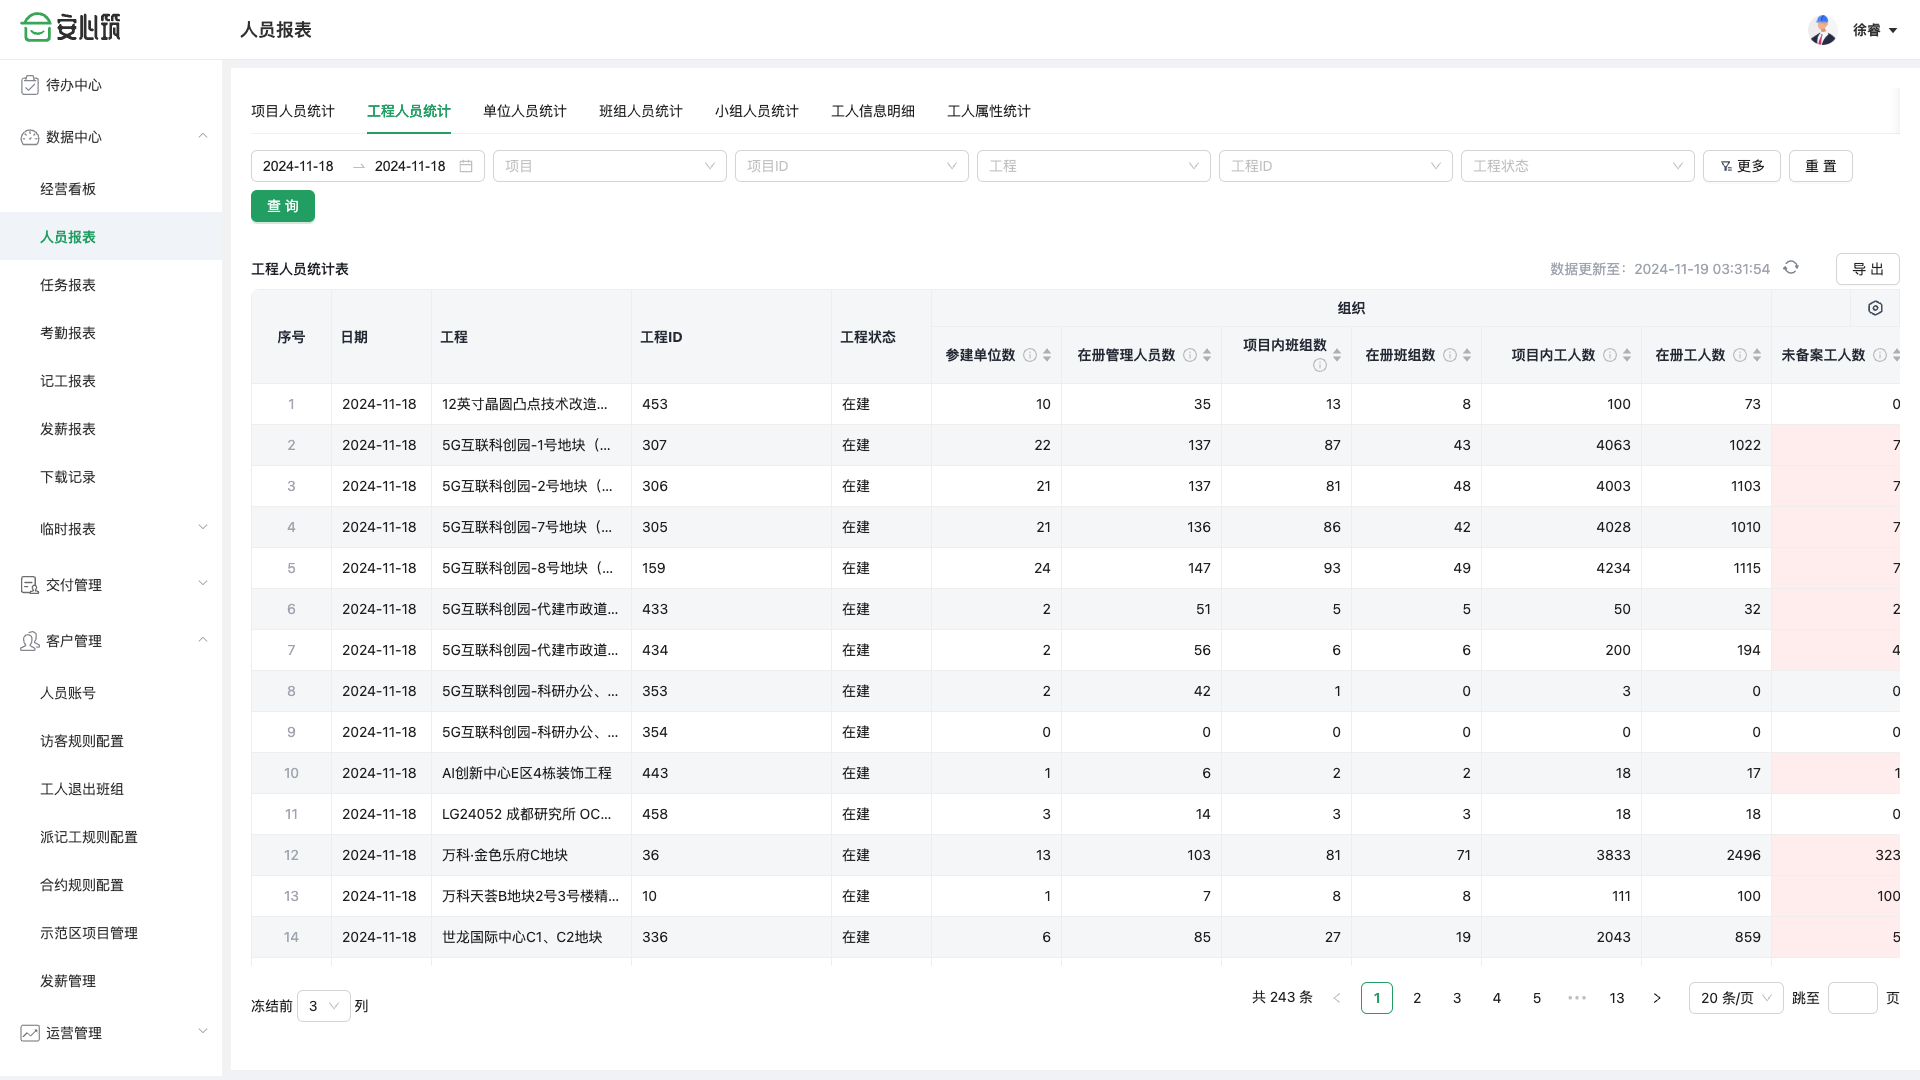 安心筑
人员报表
徐睿
待办中心
数据中心
经营看板
人员报表
任务报表
考勤报表
记工报表
发薪报表
下载记录
临时报表
交付管理
客户管理
人员账号
访客规则配置
工人退出班组
派记工规则配置
合约规则配置
示范区项目管理
发薪管理
运营管理
项目人员统计 工程人员统计 单位人员统计 班组人员统计 小组人员统计 工人信息明细 工人属性统计
2024-11-18 → 2024-11-18 项目 项目ID 工程 工程ID 工程状态 更多 重 置
查 询
工程人员统计表 数据更新至：2024-11-19 03:31:54 导 出
组织
序号 日期 工程 工程ID 工程状态 参建单位数 在册管理人员数 项目内班组数 在册班组数 项目内工人数 在册工人数 未备案工人数
1 2024-11-18 12英寸晶圆凸点技术改造... 453 在建 10 35 13 8 100 73 0
2 2024-11-18 5G互联科创园-1号地块（... 307 在建 22 137 87 43 4063 1022 7
3 2024-11-18 5G互联科创园-2号地块（... 306 在建 21 137 81 48 4003 1103 7
4 2024-11-18 5G互联科创园-7号地块（... 305 在建 21 136 86 42 4028 1010 7
5 2024-11-18 5G互联科创园-8号地块（... 159 在建 24 147 93 49 4234 1115 7
6 2024-11-18 5G互联科创园-代建市政道... 433 在建 2 51 5 5 50 32 2
7 2024-11-18 5G互联科创园-代建市政道... 434 在建 2 56 6 6 200 194 4
8 2024-11-18 5G互联科创园-科研办公、... 353 在建 2 42 1 0 3 0 0
9 2024-11-18 5G互联科创园-科研办公、... 354 在建 0 0 0 0 0 0 0
10 2024-11-18 AI创新中心E区4栋装饰工程 443 在建 1 6 2 2 18 17 1
11 2024-11-18 LG24052 成都研究所 OC... 458 在建 3 14 3 3 18 18 0
12 2024-11-18 万科·金色乐府C地块 36 在建 13 103 81 71 3833 2496 323
13 2024-11-18 万科天荟B地块2号3号楼精... 10 在建 1 7 8 8 111 100 100
14 2024-11-18 世龙国际中心C1、C2地块 336 在建 6 85 27 19 2043 859 5
冻结前 3 列 共 243 条 < 1 2 3 4 5 ••• 13 > 20 条/页 跳至 页